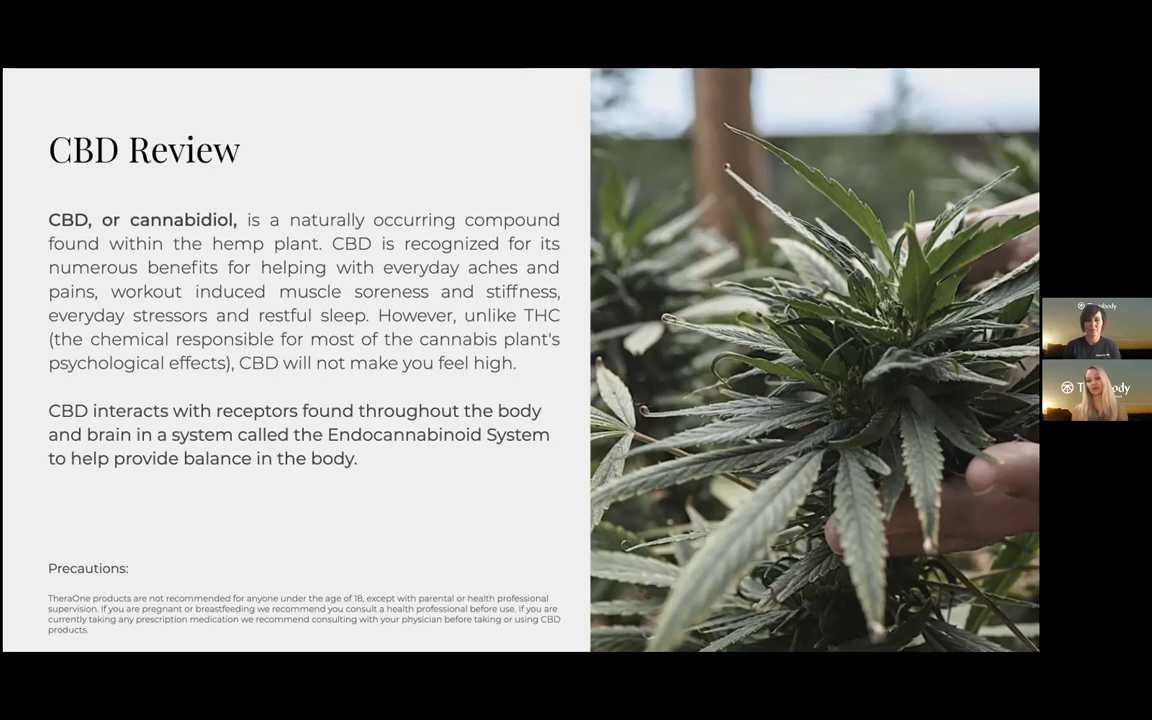 CBD Review
CBD, or cannabidiol, is a naturally occurring compound
found within the hemp plant. CBD is recognized for its
numerous benefits for helping with everyday aches and
pains, workout induced muscle soreness and stiffness,
everyday stressors and restful sleep. However, unlike THC
(the chemical responsible for most of the cannabis plant's
psychological effects), CBD will not make you feel high.
CBD interacts with receptors found throughout the body
and brain in a system called the Endocannabinoid System
to help provide balance in the body.
Precautions:
TheraOne products are not recommended for anyone under the age of 18, except with parental or health professional
supervision. If you are pregnant or breastfeeding we recommend you consult a health professional before use. If you are
currently taking any prescription medication we recommend consulting with your physician before taking or using CBD
products.